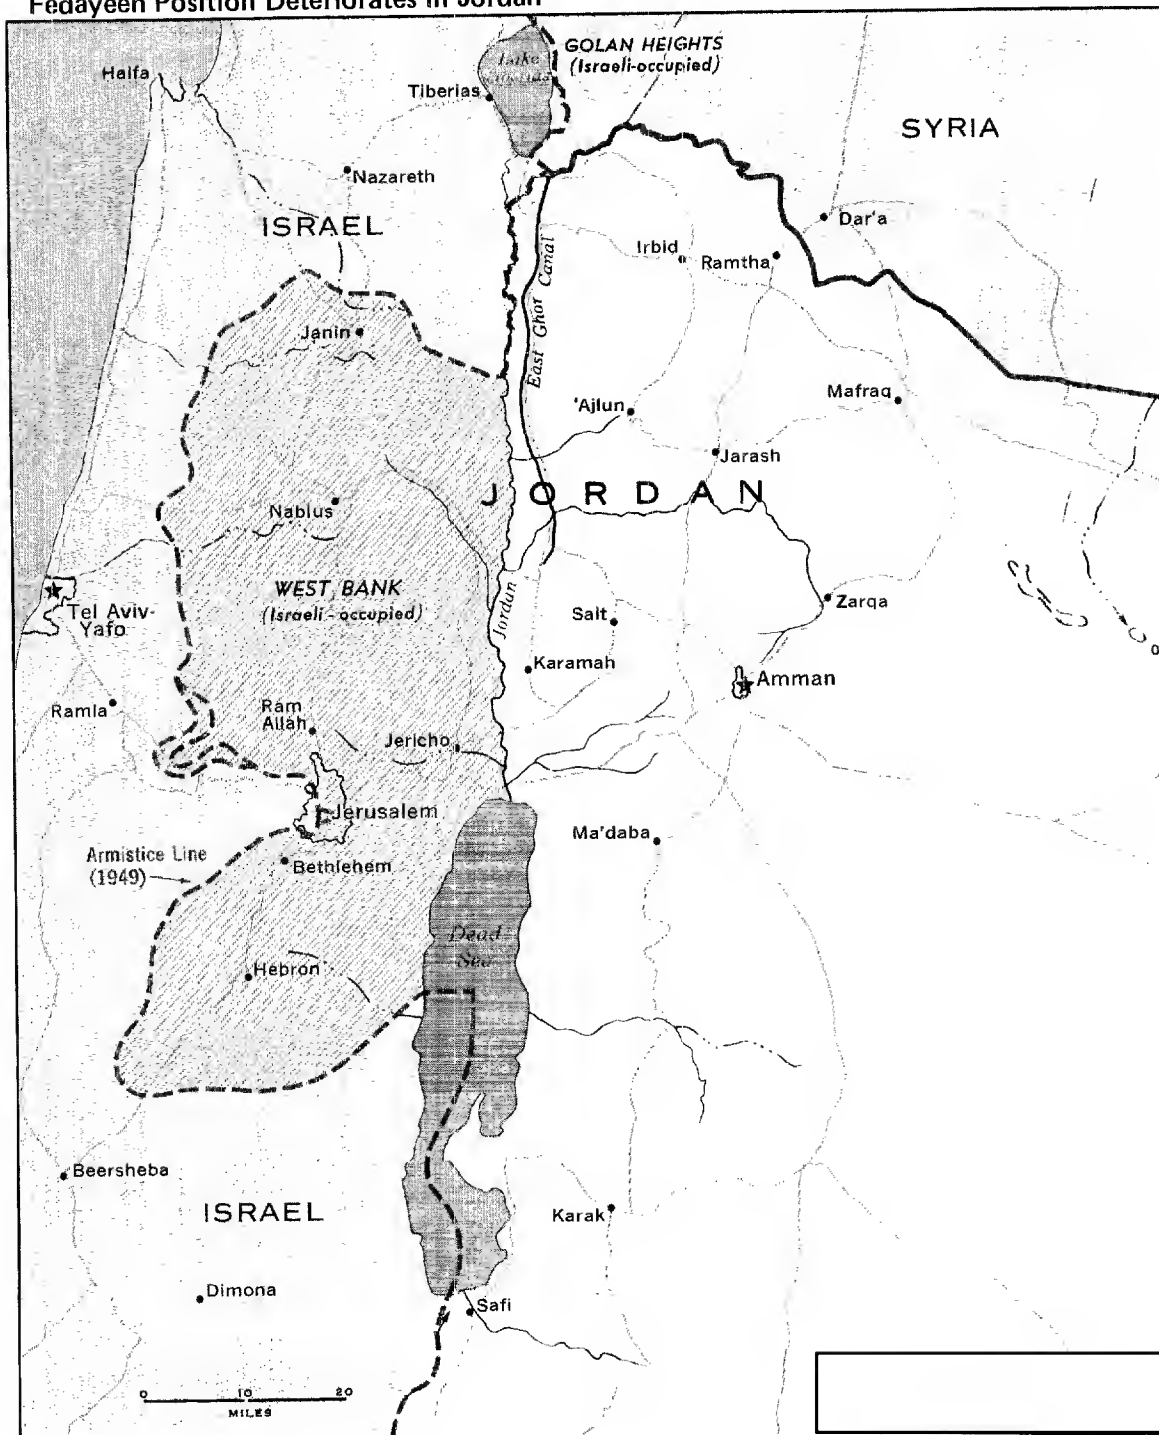 Fedayeen Position Deteriorates in Jordan
GOLAN HEIGHTS
(Israeli-occupied)
Lake
Haifa
Tiberias
SYRIA
Nazareth
ISRAEL
Dar'a
Irbid
Ramtha
East Ghor Canal
Janin
'Ajlun
Mafraq
Jarash
JORDAN
Nablus
WEST BANK
(Israeli-occupied)
Jordan
Tel Aviv-
Yafo
Salt
Zarqa
Karamah
Amman
Ramla
Ram
Allah
Jericho
Jerusalem
Ma'daba
Armistice Line
(1949)
Bethlehem
Dead
Sea
Hebron
Beersheba
ISRAEL
Karak
Dimona
Safi
0 10 20
MILES